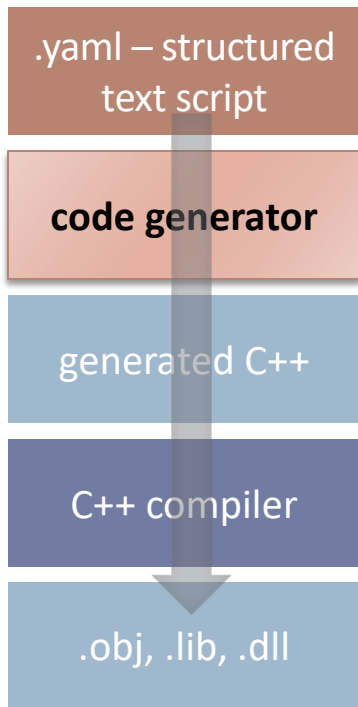 .yaml – structured
text script
code generator
generated C++
C++ compiler
.obj, .lib, .dll